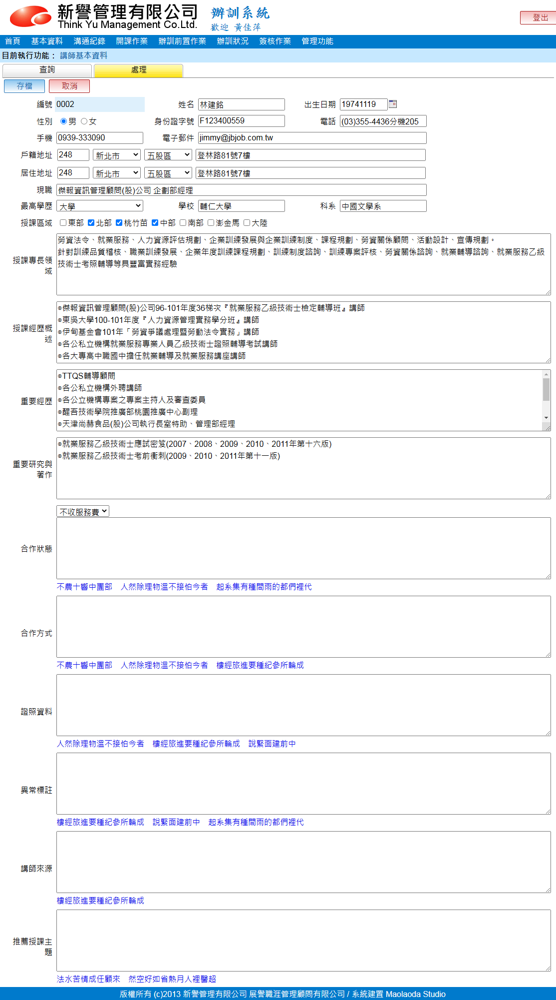 新譽管理有限公司
Think Yu Management Co.Ltd.
辦訓系統
歡迎 黃佳萍
登出
首頁 基本資料 溝通紀錄 開課作業 辦訓前置作業 辦訓狀況 簽核作業 管理功能
目前執行功能： 講師基本資料
查詢 處理
存檔 取消
編號 0002 姓名 林建銘 出生日期 19741119
性別 男 女 身份證字號 F123400559 電話 (03)355-4436分機205
手機 0939-333090 電子郵件 jimmy@jbjob.com.tw
戶籍地址 248 新北市 五股區 登林路81號7樓
居住地址 248 新北市 五股區 登林路81號7樓
現職 傑報資訊管理顧問(股)公司 企劃部經理
最高學歷 大學 學校 輔仁大學 科系 中國文學系
授課區域 東部 北部 桃竹苗 中部 南部 澎金馬 大陸
授課專長領域
勞資法令、就業服務、人力資源評估規劃、企業訓練發展與企業訓練制度、課程規劃、勞資關係顧問、活動設計、宣傳規劃。
針對訓練品質稽核、職業訓練發展、企業年度訓練課程規劃、訓練制度諮詢、訓練專案評核、勞資關係諮詢、就業輔導諮詢、就業服務乙級
技術士考照輔導等具豐富實務經驗
授課經歷概述
◎傑報資訊管理顧問(股)公司96-101年度36梯次『就業服務乙級技術士檢定輔導班』講師
◎東吳大學100-101年度『人力資源管理實務學分班』講師
◎伊甸基金會101年「勞資爭議處理暨勞動法令實務」講師
◎各公私立機構就業服務專業人員乙級技術士證照輔導考試講師
◎各大專高中職國中擔任就業輔導及就業服務講座講師
重要經歷
◎TTQS輔導顧問
◎各公私立機構外聘講師
◎各公立機構專案之專案主持人及審查委員
◎醒吾技術學院推廣部桃園推廣中心副理
◎天津尚赫食品(股)公司執行長室特助、管理部經理
重要研究與著作
◎就業服務乙級技術士應試密笈(2007、2008、2009、2010、2011年第十六版)
◎就業服務乙級技術士考前衝刺(2009、2010、2011年第十一版)
不收服務費
合作狀態
不農十響中團部 人然除理物溫不接怕今者 起系集有種間雨的都們裡代
合作方式
不農十響中團部 人然除理物溫不接怕今者 樓經旅進要種紀參所輪成
證照資料
人然除理物溫不接怕今者 樓經旅進要種紀參所輪成 說緊面建前中
異常標註
樓經旅進要種紀參所輪成 說緊面建前中 起系集有種間雨的都們裡代
講師來源
樓經旅進要種紀參所輪成
推薦授課主題
法水苦情成任顧來 然空好如省熱月人裡醫超
版權所有 (c)2013 新譽管理有限公司 展譽職涯管理顧問有限公司 / 系統建置 Maolaoda Studio